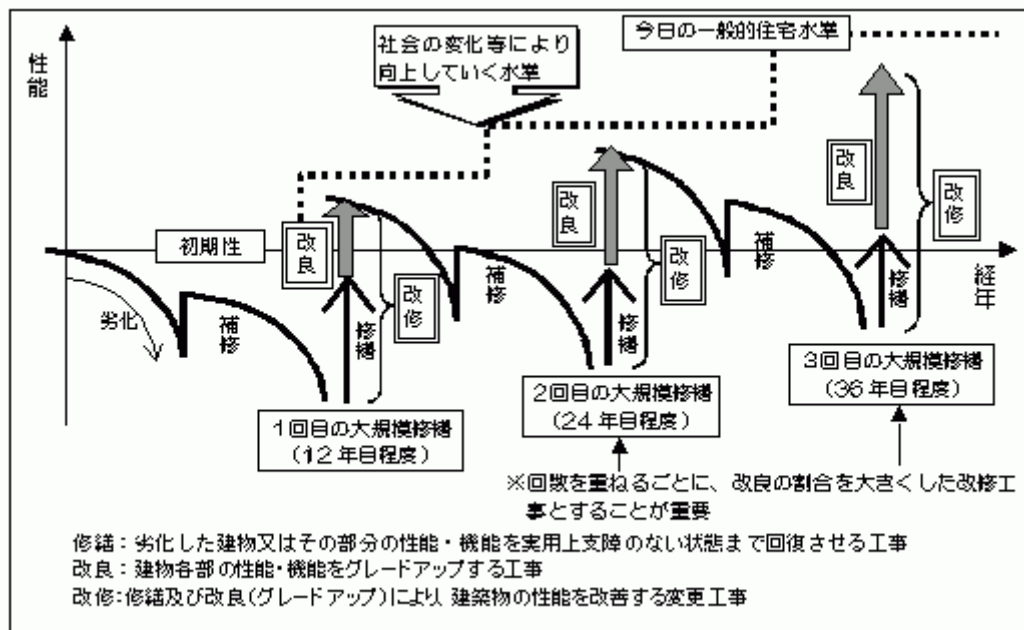 性能
社会の変化等により
向上していく水準
今日の一般的住宅水準
初期性
劣化
補修
改良
修繕
改修
補修
改良
修繕
改修
補修
改良
修繕
改修
経年
1回目の大規模修繕
(12年目程度)
2回目の大規模修繕
(24年目程度)
3回目の大規模修繕
(36年目程度)
※回数を重ねるごとに、改良の割合を大きくした改修工
事とすることが重要
修繕：劣化した建物又はその部分の性能・機能を実用上支障のない状態まで回復させる工事
改良：建物各部の性能・機能をグレードアップする工事
改修：修繕及び改良(グレードアップ)により、建築物の性能を改善する変更工事